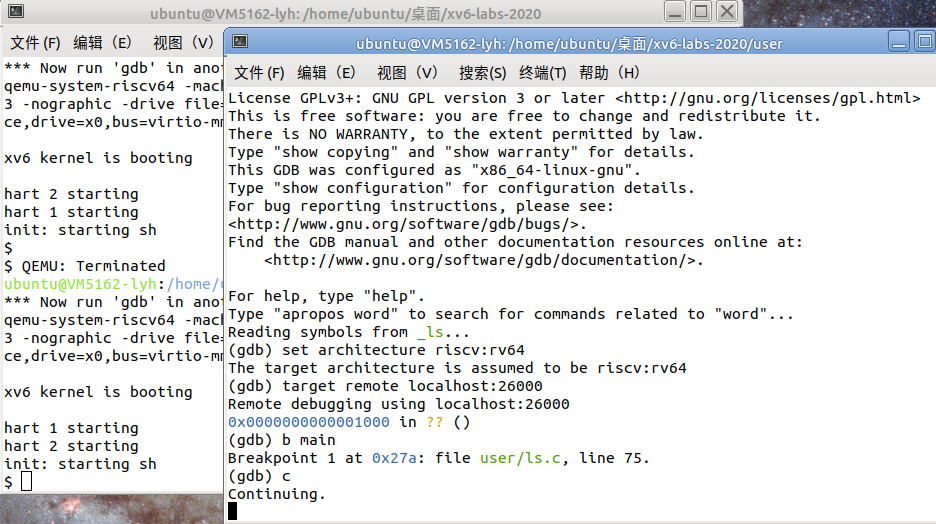 ubuntu@VM5162-lyh: /home/ubuntu/桌面/xv6-labs-2020
文件 (F) 编辑（E） 视图（V）
*** Now run 'gdb' in ano
qemu-system-riscv64 -mach
3 -nographic -drive file=
ce,drive=x0,bus=virtio-mm
xv6 kernel is booting
hart 2 starting
hart 1 starting
init: starting sh
$
$ QEMU: Terminated
ubuntu@VM5162-lyh:/home/u
*** Now run 'gdb' in ano
qemu-system-riscv64 -mach
3 -nographic -drive file=
ce,drive=x0,bus=virtio-mm
xv6 kernel is booting
hart 1 starting
hart 2 starting
init: starting sh
$
ubuntu@VM5162-lyh: /home/ubuntu/桌面/xv6-labs-2020/user
文件 (F) 编辑（E） 视图（V） 搜索(S) 终端(T) 帮助（H）
License GPLv3+: GNU GPL version 3 or later <http://gnu.org/licenses/gpl.html>
This is free software: you are free to change and redistribute it.
There is NO WARRANTY, to the extent permitted by law.
Type "show copying" and "show warranty" for details.
This GDB was configured as "x86_64-linux-gnu".
Type "show configuration" for configuration details.
For bug reporting instructions, please see:
<http://www.gnu.org/software/gdb/bugs/>.
Find the GDB manual and other documentation resources online at:
    <http://www.gnu.org/software/gdb/documentation/>.
For help, type "help".
Type "apropos word" to search for commands related to "word"...
Reading symbols from _ls...
(gdb) set architecture riscv:rv64
The target architecture is assumed to be riscv:rv64
(gdb) target remote localhost:26000
Remote debugging using localhost:26000
0x0000000000001000 in ?? ()
(gdb) b main
Breakpoint 1 at 0x27a: file user/ls.c, line 75.
(gdb) c
Continuing.